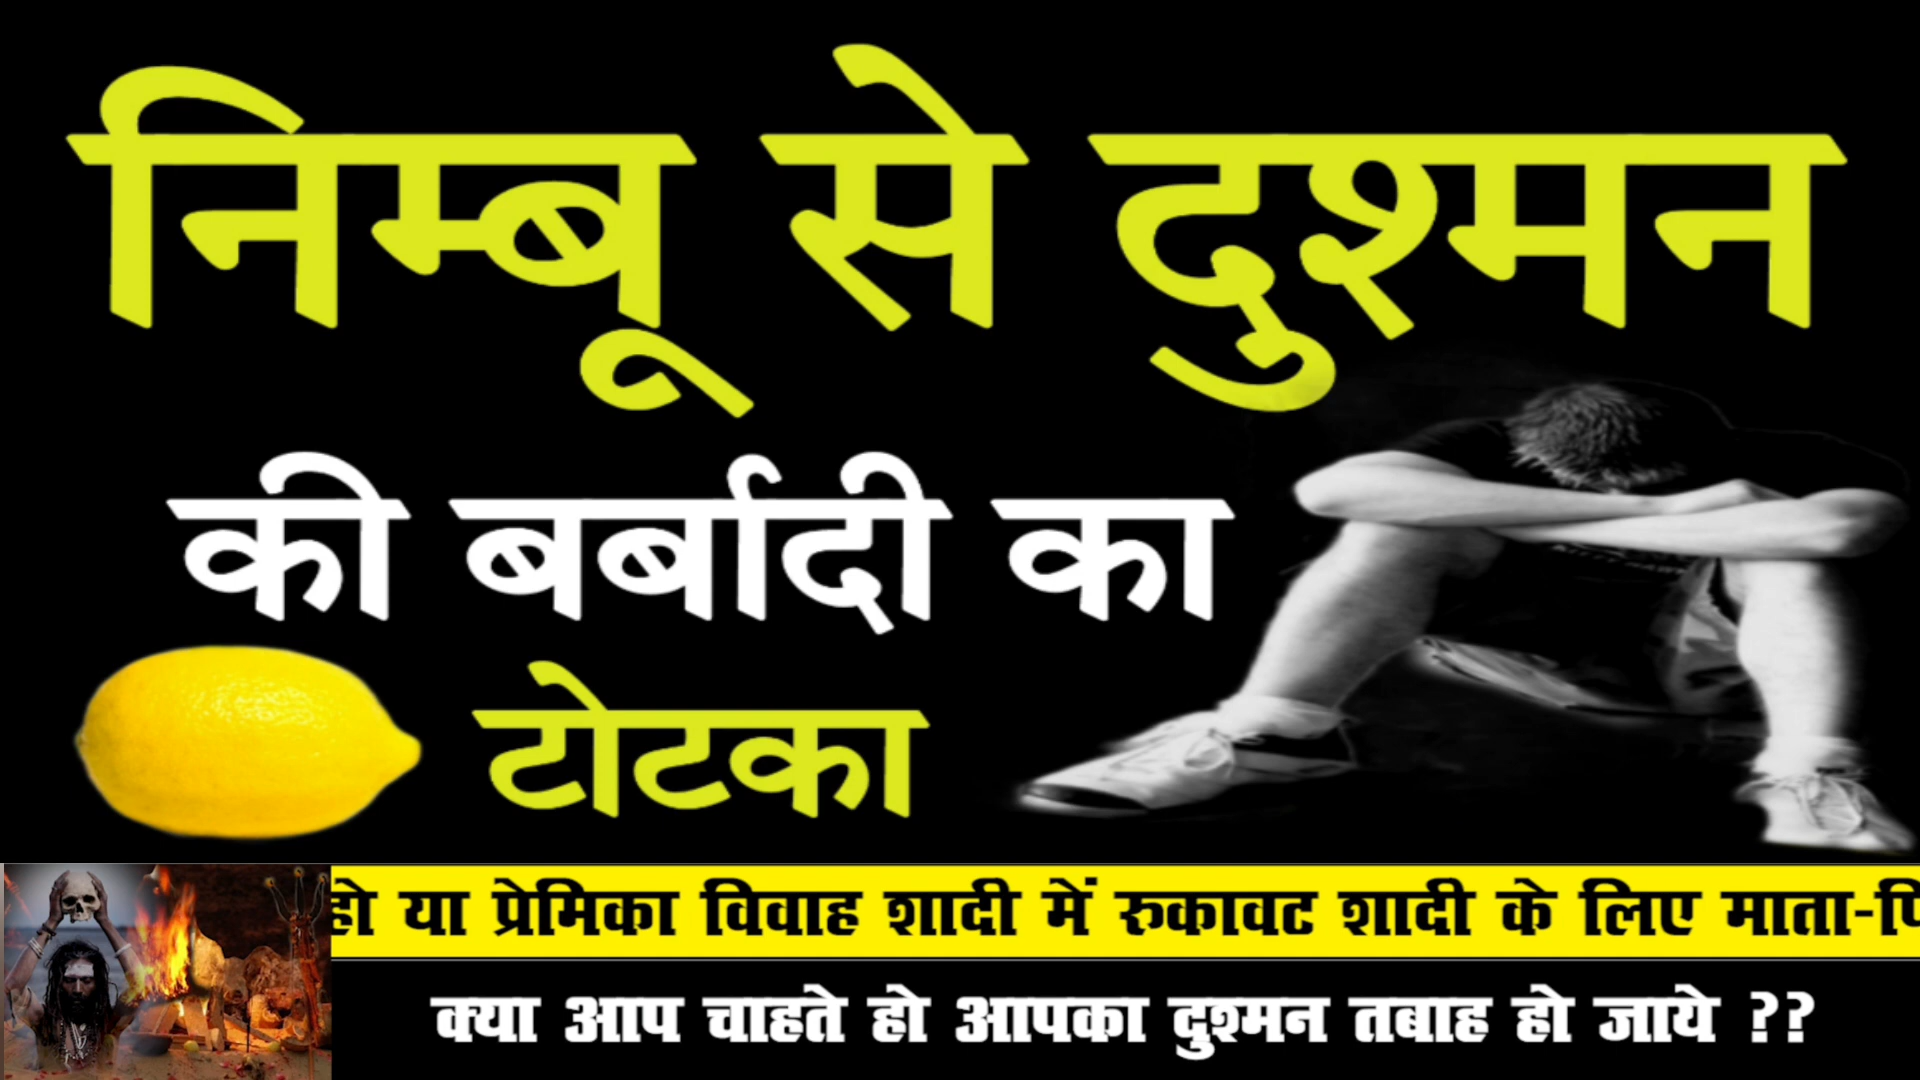 निम्बू से दुश्मन
की बर्बादी का
टोटका
हो या प्रेमिका विवाह शादी में रुकावट शादी के लिए माता-
क्या आप चाहते हो आपका दुश्मन तबाह हो जाये ??